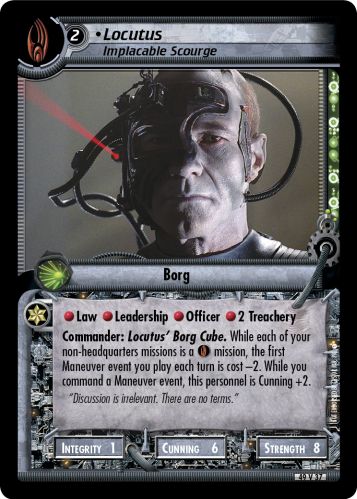 2
•Locutus
Implacable Scourge
Borg
Law Leadership Officer 2 Treachery
Commander: Locutus' Borg Cube. While each of your
non-headquarters missions is a mission, the first
Maneuver event you play each turn is cost -2. While you
command a Maneuver event, this personnel is Cunning +2.
"Discussion is irrelevant. There are no terms."
INTEGRITY 1 CUNNING 6 STRENGTH 8
49 V 37